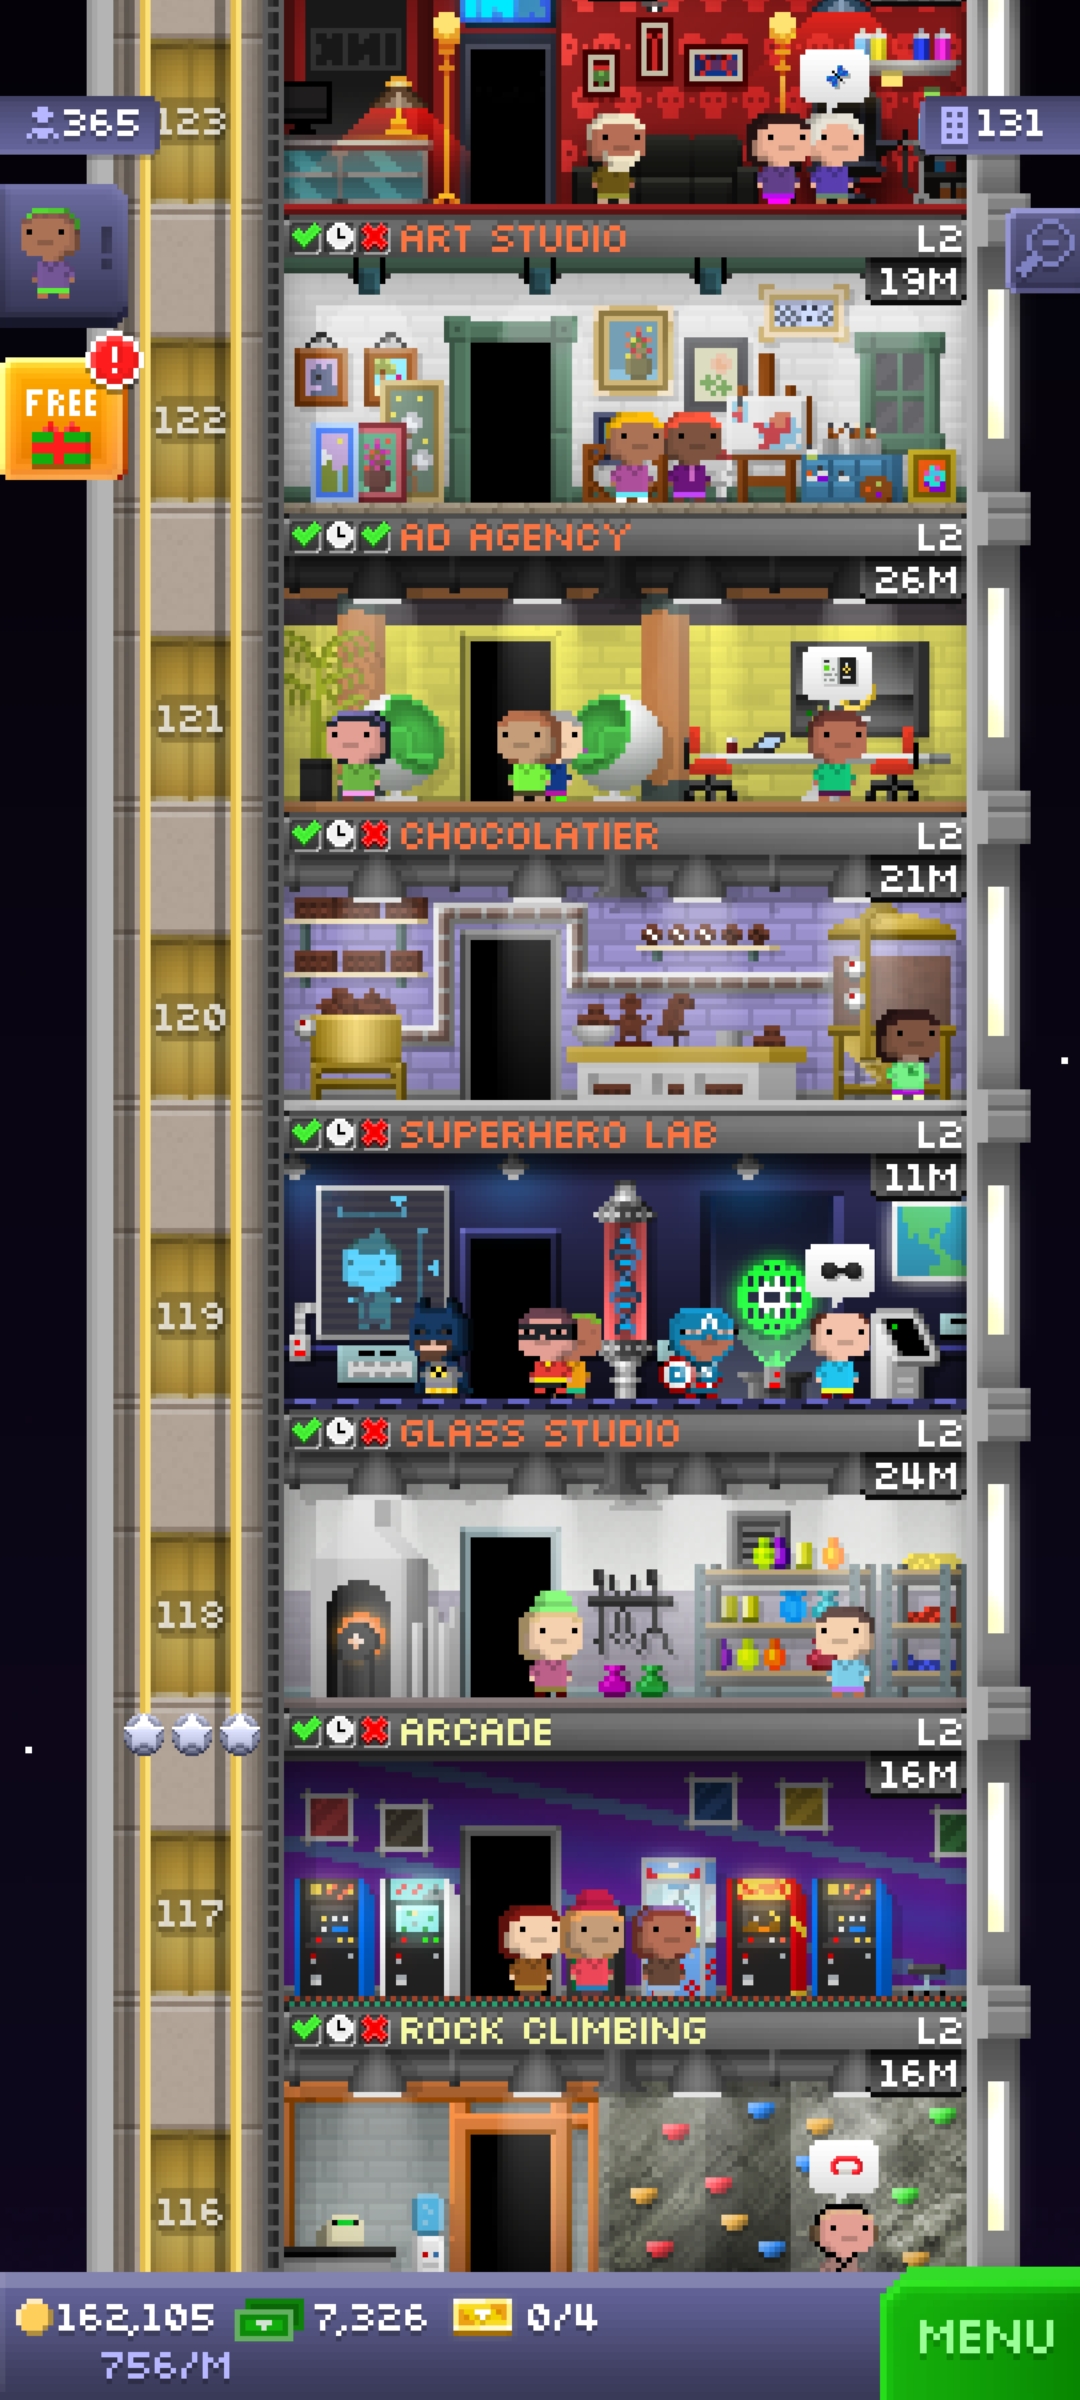 123
365
131
ART STUDIO L2
19M
FREE
122
AD AGENCY L2
26M
121
CHOCOLATIER L2
21M
120
SUPERHERO LAB L2
11M
119
GLASS STUDIO L2
24M
118
ARCADE L2
16M
117
ROCK CLIMBING L2
16M
116
162,105 7,326 0/4
756/M
MENU